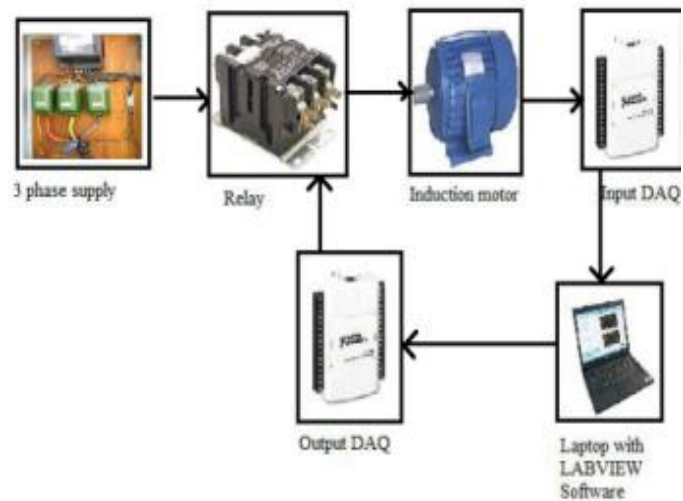 3 phase supply
Relay
Induction motor
Input DAQ
Output DAQ
Laptop with
LABVIEW
Software